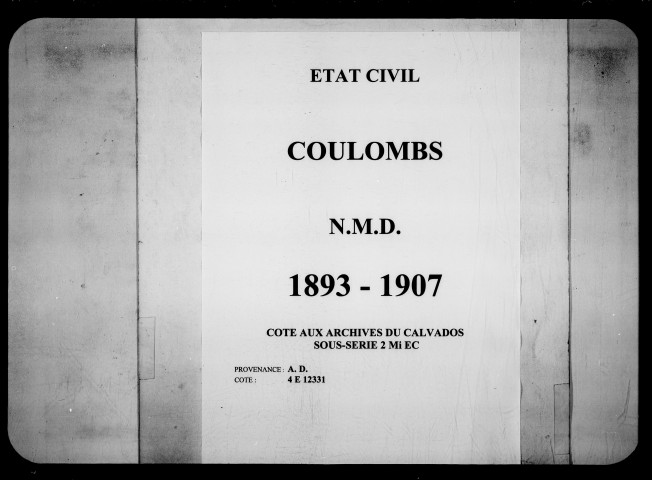 ETAT CIVIL
COULOMBS
N.M.D.
1893 - 1907
COTE AUX ARCHIVES DU CALVADOS
SOUS-SERIE 2 Mi EC
PROVENANCE : A. D.
COTE : 4 E 12331